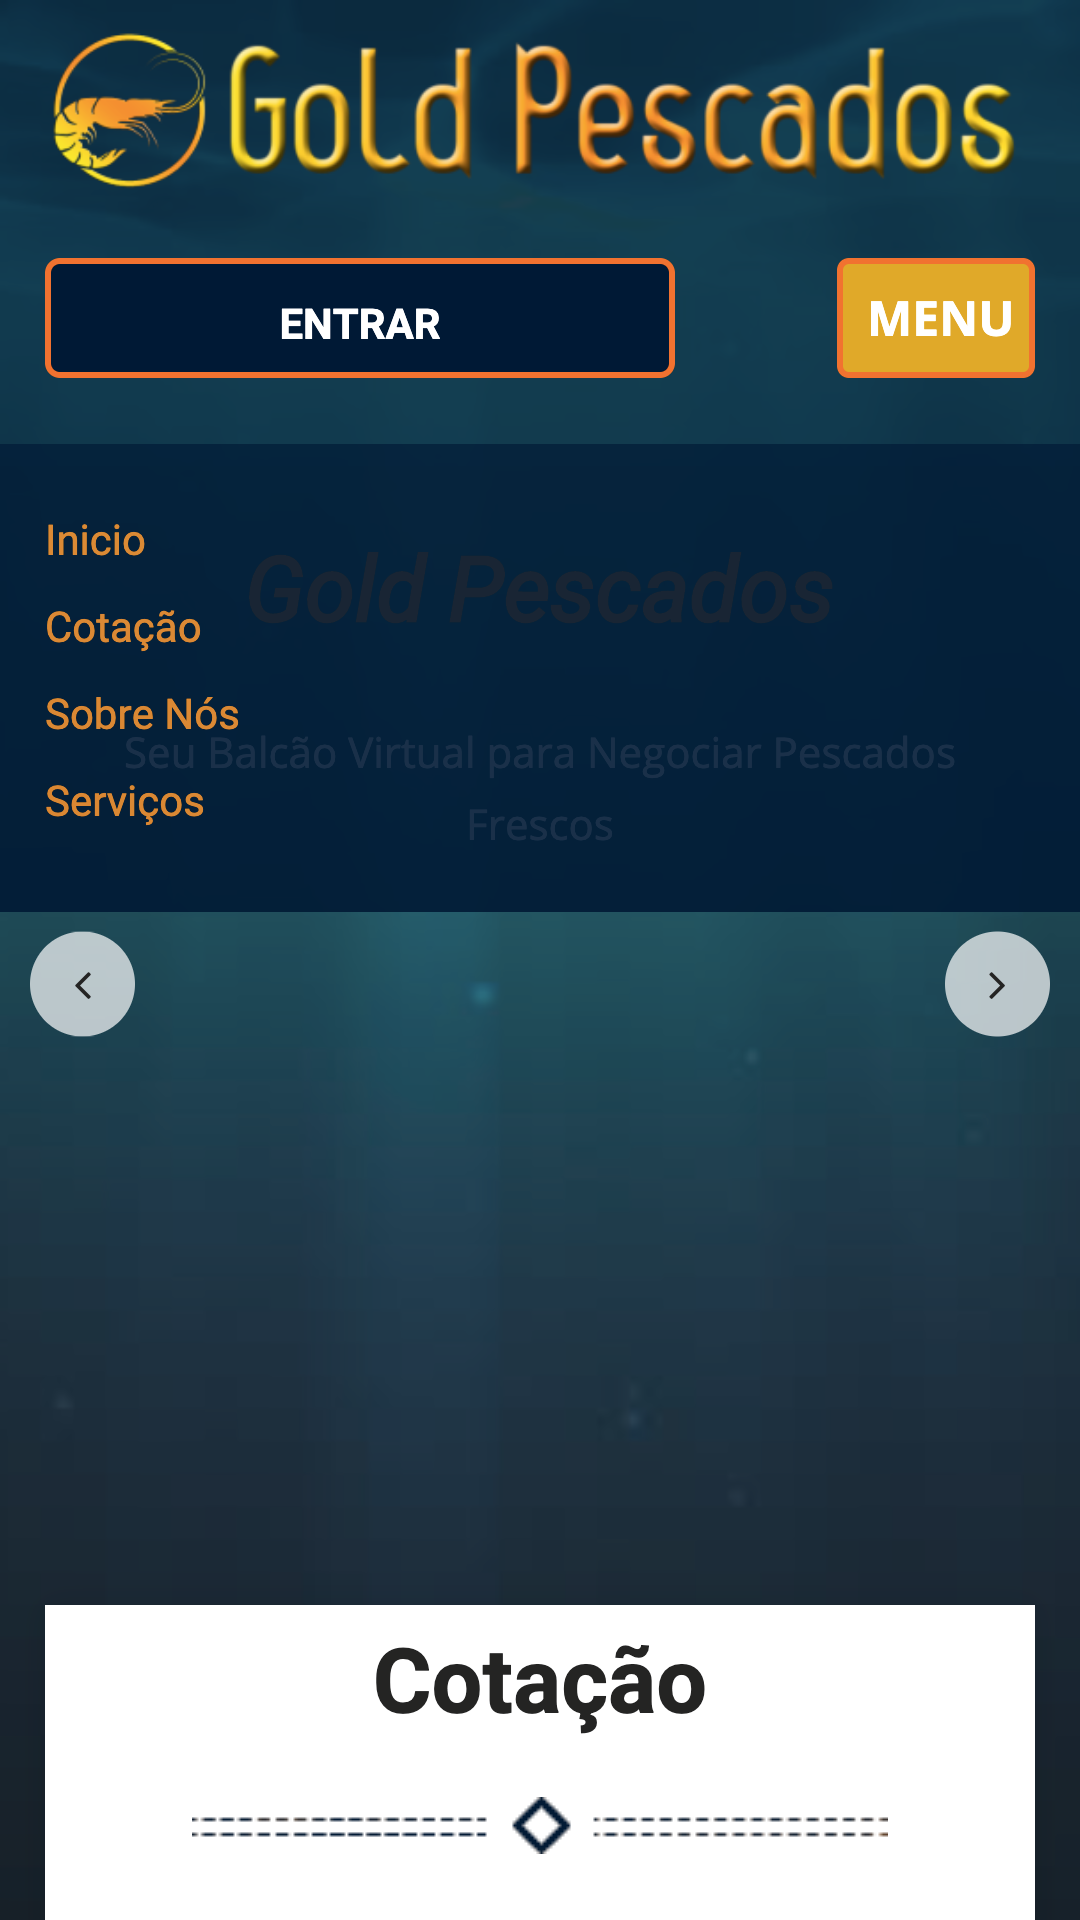 Gold Pescados
ENTRAR
MENU
Inicio
Gold Pescados
Cotação
Sobre Nós
Seu Balcão Virtual para Negociar Pescados
Serviços
Frescos
Cotação